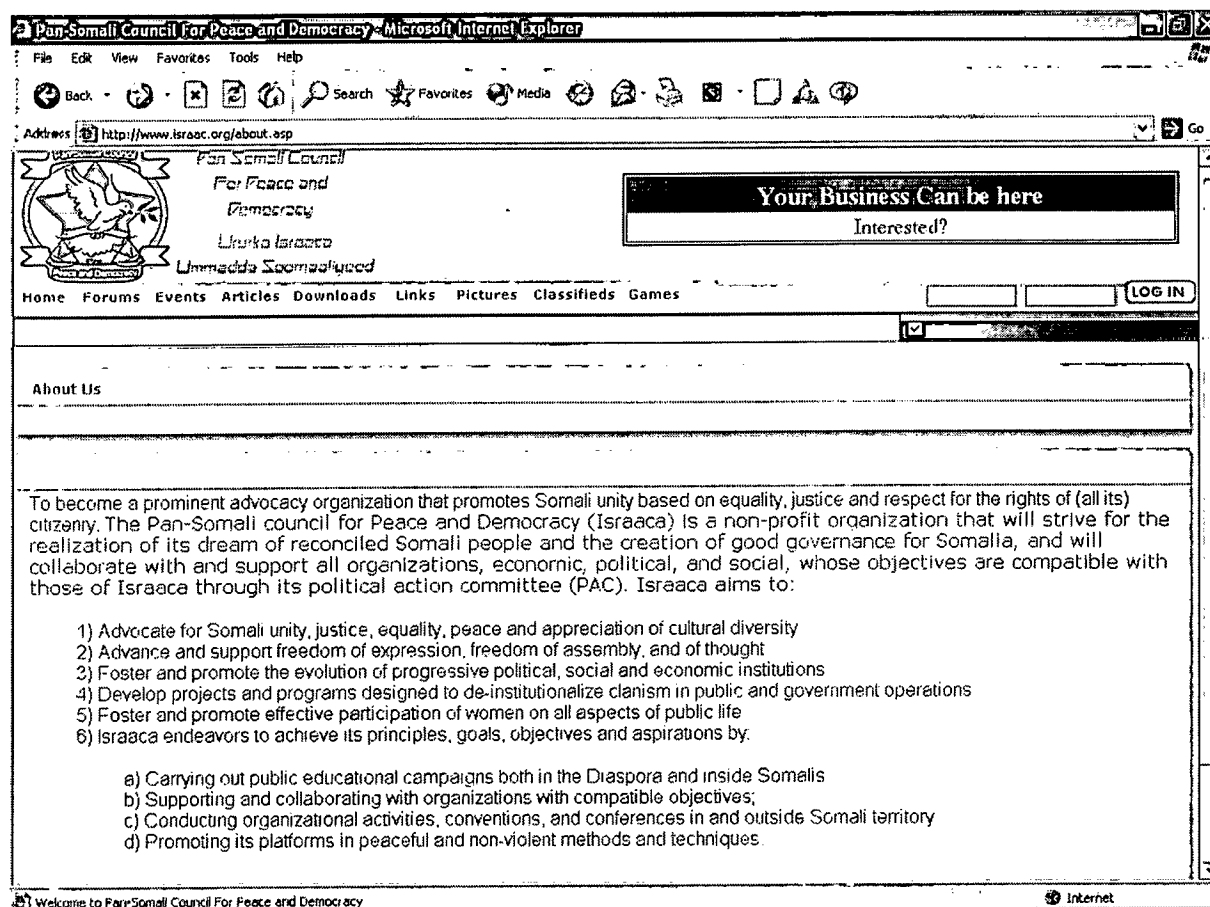 Pan-Somali Council For Peace and Democracy - Microsoft Internet Explorer
File Edit View Favorites Tools Help
Back Search Favorites Media
Address http://www.israac.org/about.asp Go
Pan Somali Council
For Peace and
Democracy
Ururka Israaca
Ummadda Soomaaliyeed
Your Business Can be here
Interested?
Home Forums Events Articles Downloads Links Pictures Classifieds Games LOG IN
About Us
To become a prominent advocacy organization that promotes Somali unity based on equality, justice and respect for the rights of (all its)
citizenry. The Pan-Somali council for Peace and Democracy (Israaca) is a non-profit organization that will strive for the
realization of its dream of reconciled Somali people and the creation of good governance for Somalia, and will
collaborate with and support all organizations, economic, political, and social, whose objectives are compatible with
those of Israaca through its political action committee (PAC). Israaca aims to:
1) Advocate for Somali unity, justice, equality, peace and appreciation of cultural diversity
2) Advance and support freedom of expression, freedom of assembly, and of thought
3) Foster and promote the evolution of progressive political, social and economic institutions
4) Develop projects and programs designed to de-institutionalize clanism in public and government operations
5) Foster and promote effective participation of women on all aspects of public life
6) Israaca endeavors to achieve its principles, goals, objectives and aspirations by:
a) Carrying out public educational campaigns both in the Diaspora and inside Somalis
b) Supporting and collaborating with organizations with compatible objectives;
c) Conducting organizational activities, conventions, and conferences in and outside Somali territory
d) Promoting its platforms in peaceful and non-violent methods and techniques.
Welcome to Pan-Somali Council For Peace and Democracy Internet